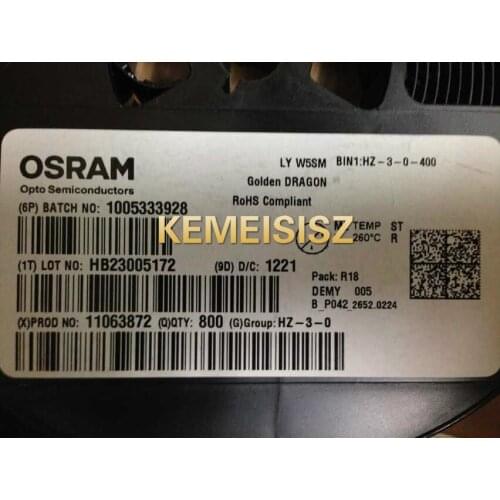 OSRAM
Opto Semiconductors
LY W5SM BIN1:HZ-3-0-400
Golden DRAGON
RoHS Compliant
(6P) BATCH NO: 1005333928
KEMEISISZ
TEMP ST
260°C R
(1T) LOT NO: HB23005172 (9D) D/C: 1221
Pack: R18
DEMY 005
B_P042_2652.0224
(X)PROD NO: 11063872 (Q)QTY: 800 (G)Group: HZ-3-0